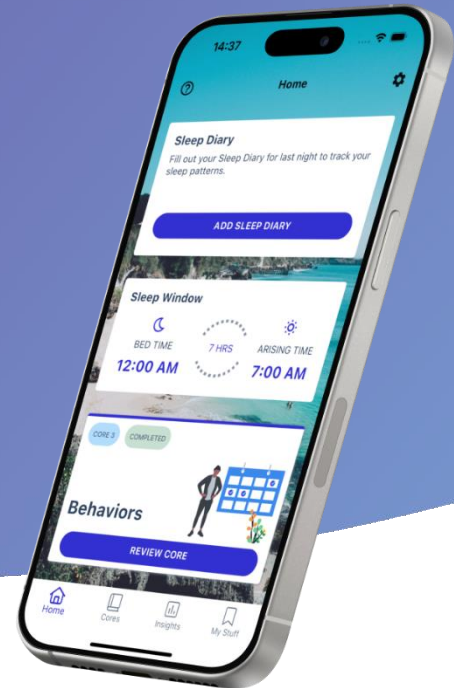 14:37
Home
Sleep Diary
Fill out your Sleep Diary for last night to track your
sleep patterns.
ADD SLEEP DIARY
Sleep Window
BED TIME
7 HRS
ARISING TIME
12:00 AM
7:00 AM
CORE 3
COMPLETED
Behaviors
REVIEW CORE
Home
Cores
Insights
My Stuff